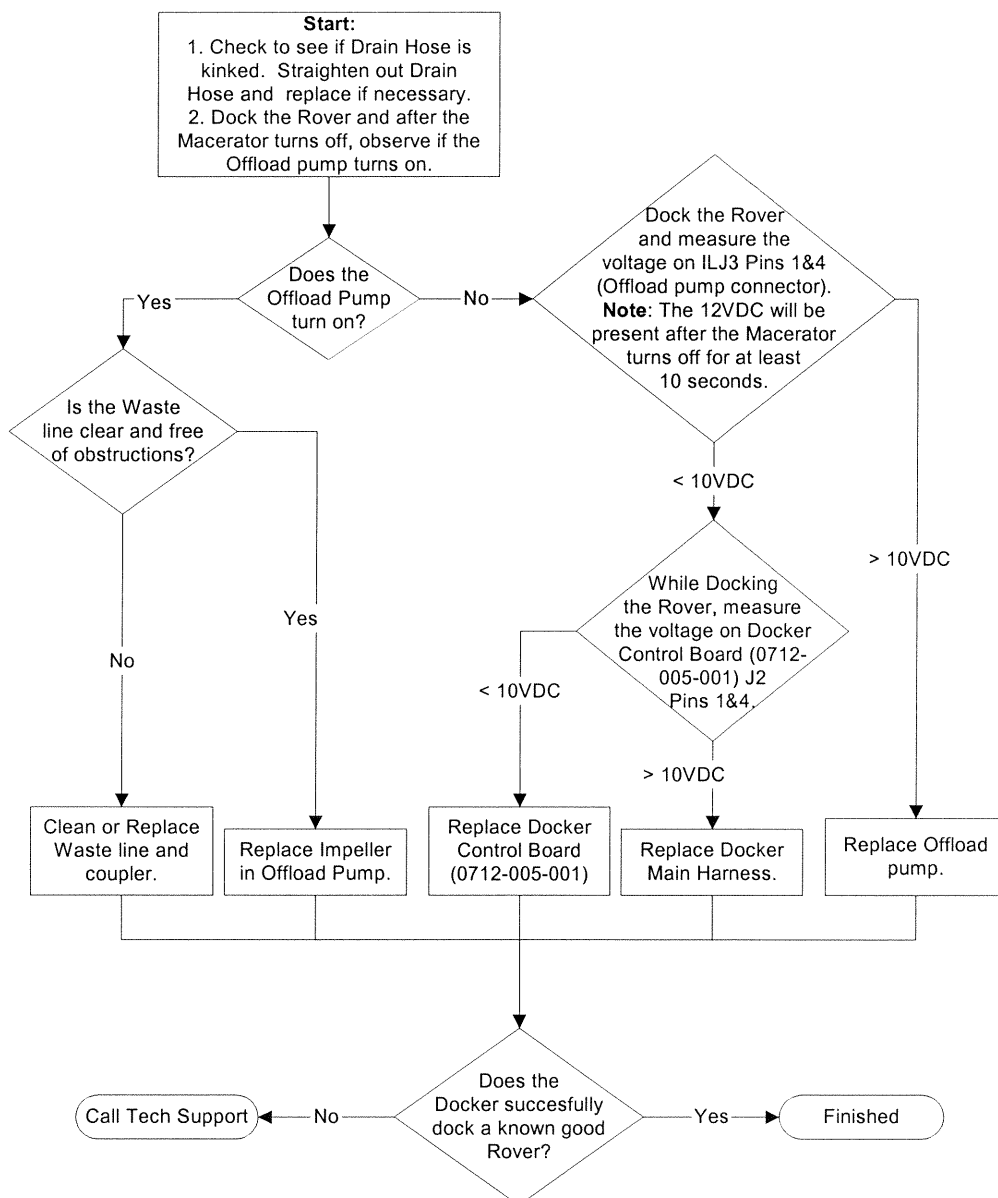 Start:
1. Check to see if Drain Hose is
kinked. Straighten out Drain
Hose and replace if necessary.
2. Dock the Rover and after the
Macerator turns off, observe if the
Offload pump turns on.
Does the
Offload Pump
turn on?
Yes
No
Dock the Rover
and measure the
voltage on ILJ3 Pins 1&4
(Offload pump connector).
Note: The 12VDC will be
present after the Macerator
turns off for at least
10 seconds.
Is the Waste
line clear and free
of obstructions?
< 10VDC
> 10VDC
While Docking
the Rover, measure
the voltage on Docker
Control Board (0712-
005-001) J2
Pins 1&4.
Yes
No
< 10VDC
> 10VDC
Clean or Replace
Waste line and
coupler.
Replace Impeller
in Offload Pump.
Replace Docker
Control Board
(0712-005-001)
Replace Docker
Main Harness.
Replace Offload
pump.
Does the
Docker succesfully
dock a known good
Rover?
Call Tech Support
No
Yes
Finished